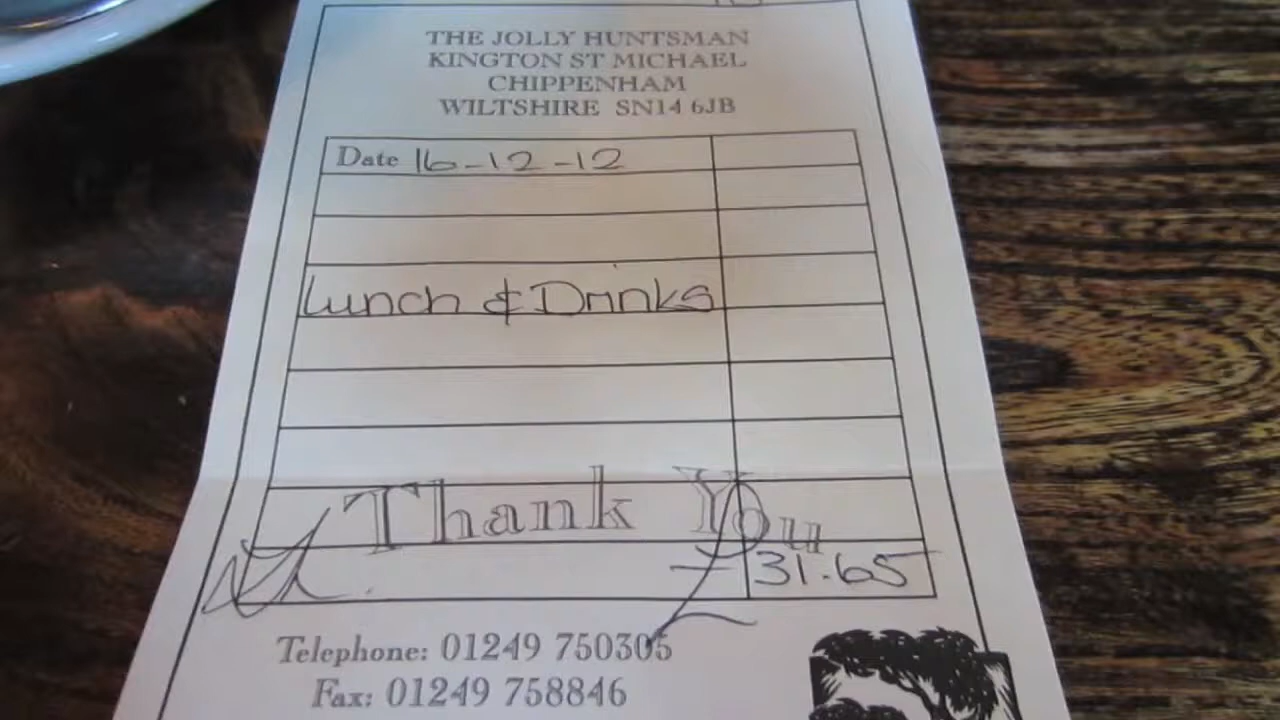 THE JOLLY HUNTSMAN
KINGTON ST MICHAEL
CHIPPENHAM
WILTSHIRE SN14 6JB
Date 16-12-12
Lunch & Drinks
Thank You
£ 31.65
Telephone: 01249 750305
Fax: 01249 758846